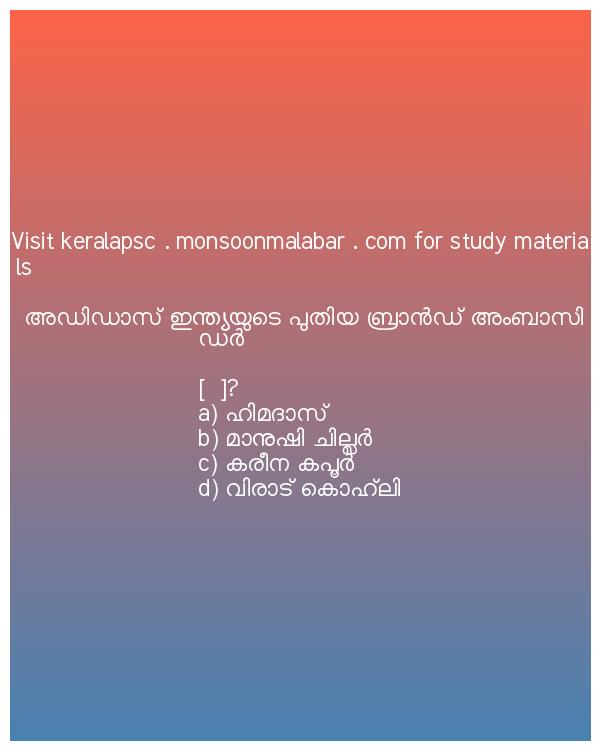 Visit keralapsc . monsoonmalabar . com for study materia
ls
അഡിഡാസ് ഇന്ത്യയുടെ പുതിയ ബ്രാൻഡ് അംബാസി
ഡർ
[  ]?
a) ഹിമദാസ്
b) മാനുഷി ചില്ലർ
c) കരീന കപൂർ
d) വിരാട് കൊഹ്‌ലി